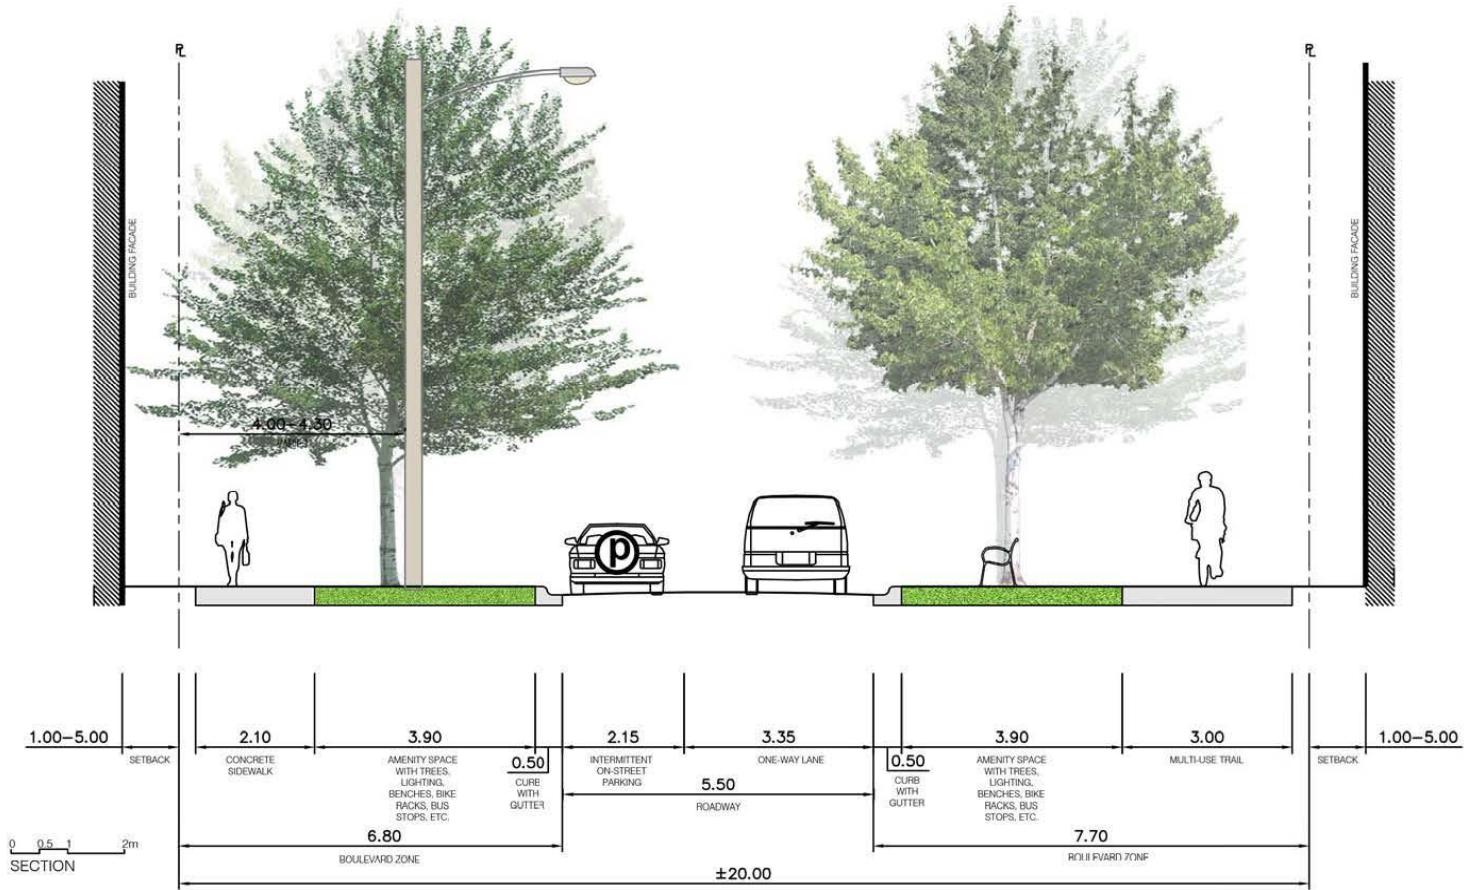 PL
PL
BUILDING FACADE
BUILDING FACADE
4.00-4.30
p
1.00-5.00
SETBACK
2.10
CONCRETE
SIDEWALK
3.90
AMENITY SPACE
WITH TREES,
LIGHTING,
BENCHES, BIKE
RACKS, BUS
STOPS, ETC.
0.50
CURB
WITH
GUTTER
2.15
INTERMITTENT
ON-STREET
PARKING
3.35
ONE-WAY LANE
5.50
ROADWAY
0.50
CURB
WITH
GUTTER
3.90
AMENITY SPACE
WITH TREES,
LIGHTING,
BENCHES, BIKE
RACKS, BUS
STOPS, ETC.
3.00
MULTI-USE TRAIL
SETBACK
1.00-5.00
6.80
BOULEVARD ZONE
7.70
BOULEVARD ZONE
±20.00
0 0.5 1 2m
SECTION